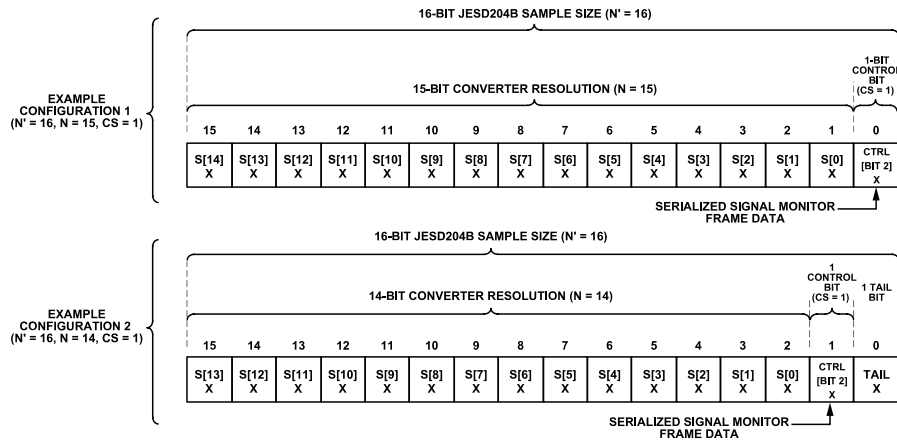 16-BIT JESD204B SAMPLE SIZE (N' = 16)
EXAMPLE
CONFIGURATION 1
(N' = 16, N = 15, CS = 1)
15-BIT CONVERTER RESOLUTION (N = 15)
1-BIT
CONTROL
BIT
(CS = 1)
15 14 13 12 11 10 9 8 7 6 5 4 3 2 1 0
S[14] S[13] S[12] S[11] S[10] S[9] S[8] S[7] S[6] S[5] S[4] S[3] S[2] S[1] S[0] CTRL
[BIT 2]
X X X X X X X X X X X X X X X X
SERIALIZED SIGNAL MONITOR
FRAME DATA
16-BIT JESD204B SAMPLE SIZE (N' = 16)
EXAMPLE
CONFIGURATION 2
(N' = 16, N = 14, CS = 1)
14-BIT CONVERTER RESOLUTION (N = 14)
1
CONTROL
BIT
(CS = 1)
1 TAIL
BIT
15 14 13 12 11 10 9 8 7 6 5 4 3 2 1 0
S[13] S[12] S[11] S[10] S[9] S[8] S[7] S[6] S[5] S[4] S[3] S[2] S[1] S[0] CTRL TAIL
[BIT 2]
X X X X X X X X X X X X X X X X
SERIALIZED SIGNAL MONITOR
FRAME DATA